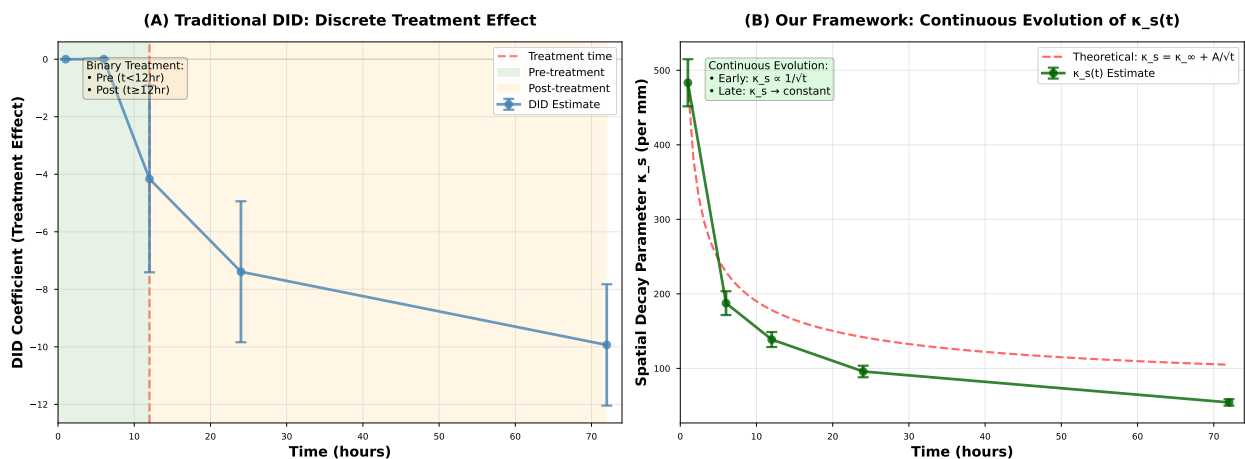 (A) Traditional DID: Discrete Treatment Effect
DID Coefficient (Treatment Effect)
0
−2
−4
−6
−8
−10
−12
Binary Treatment:
• Pre (t<12hr)
• Post (t≥12hr)
Treatment time
Pre-treatment
Post-treatment
DID Estimate
0
10
20
30
40
50
60
70
Time (hours)
(B) Our Framework: Continuous Evolution of κ_s(t)
Spatial Decay Parameter κ_s (per mm)
500
400
300
200
100
Continuous Evolution:
• Early: κ_s ∝ 1/√t
• Late: κ_s → constant
Theoretical: κ_s = κ_∞ + A/√t
κ_s(t) Estimate
0
10
20
30
40
50
60
70
Time (hours)